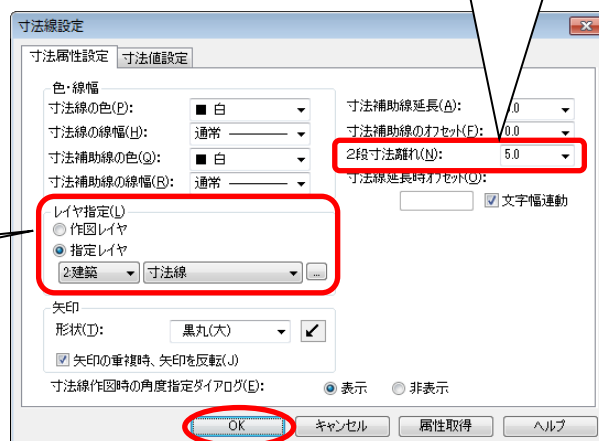 寸法線設定
寸法属性設定 寸法値設定
色・線幅
寸法線の色(P): 白
寸法線の線幅(H): 通常
寸法補助線の色(Q): 白
寸法補助線の線幅(R): 通常
寸法補助線延長(A): .0
寸法補助線のオフセット(F): 0.0
2段寸法離れ(N): 5.0
寸法線延長時オフセット(O):
文字幅連動
レイヤ指定(L)
作図レイヤ
指定レイヤ
2:建築 寸法線 ...
矢印
形状(T): 黒丸(大)
矢印の重複時、矢印を反転(J)
寸法線作図時の角度指定ダイアログ(E): 表示 非表示
OK キャンセル 属性取得 ヘルプ